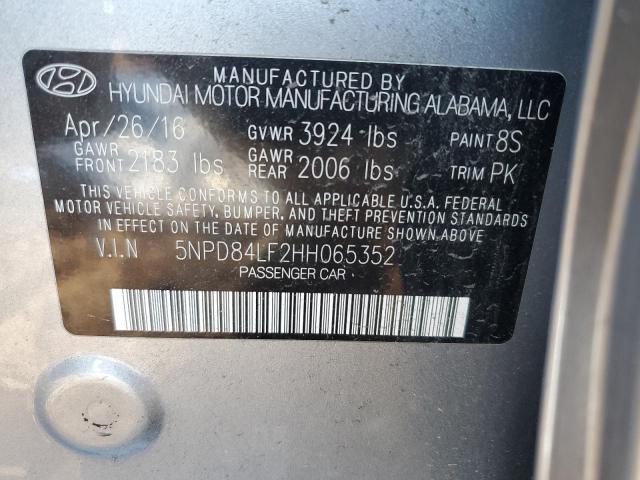 MANUFACTURED BY
HYUNDAI MOTOR MANUFACTURING ALABAMA, LLC
Apr/26/16 GVWR 3924 lbs PAINT 8S
GAWR FRONT 2183 lbs GAWR REAR 2006 lbs TRIM PK
THIS VEHICLE CONFORMS TO ALL APPLICABLE U.S.A. FEDERAL
MOTOR VEHICLE SAFETY, BUMPER, AND THEFT PREVENTION STANDARDS
IN EFFECT ON THE DATE OF MANUFACTURE SHOWN ABOVE.
V.I.N 5NPD84LF2HH065352
PASSENGER CAR